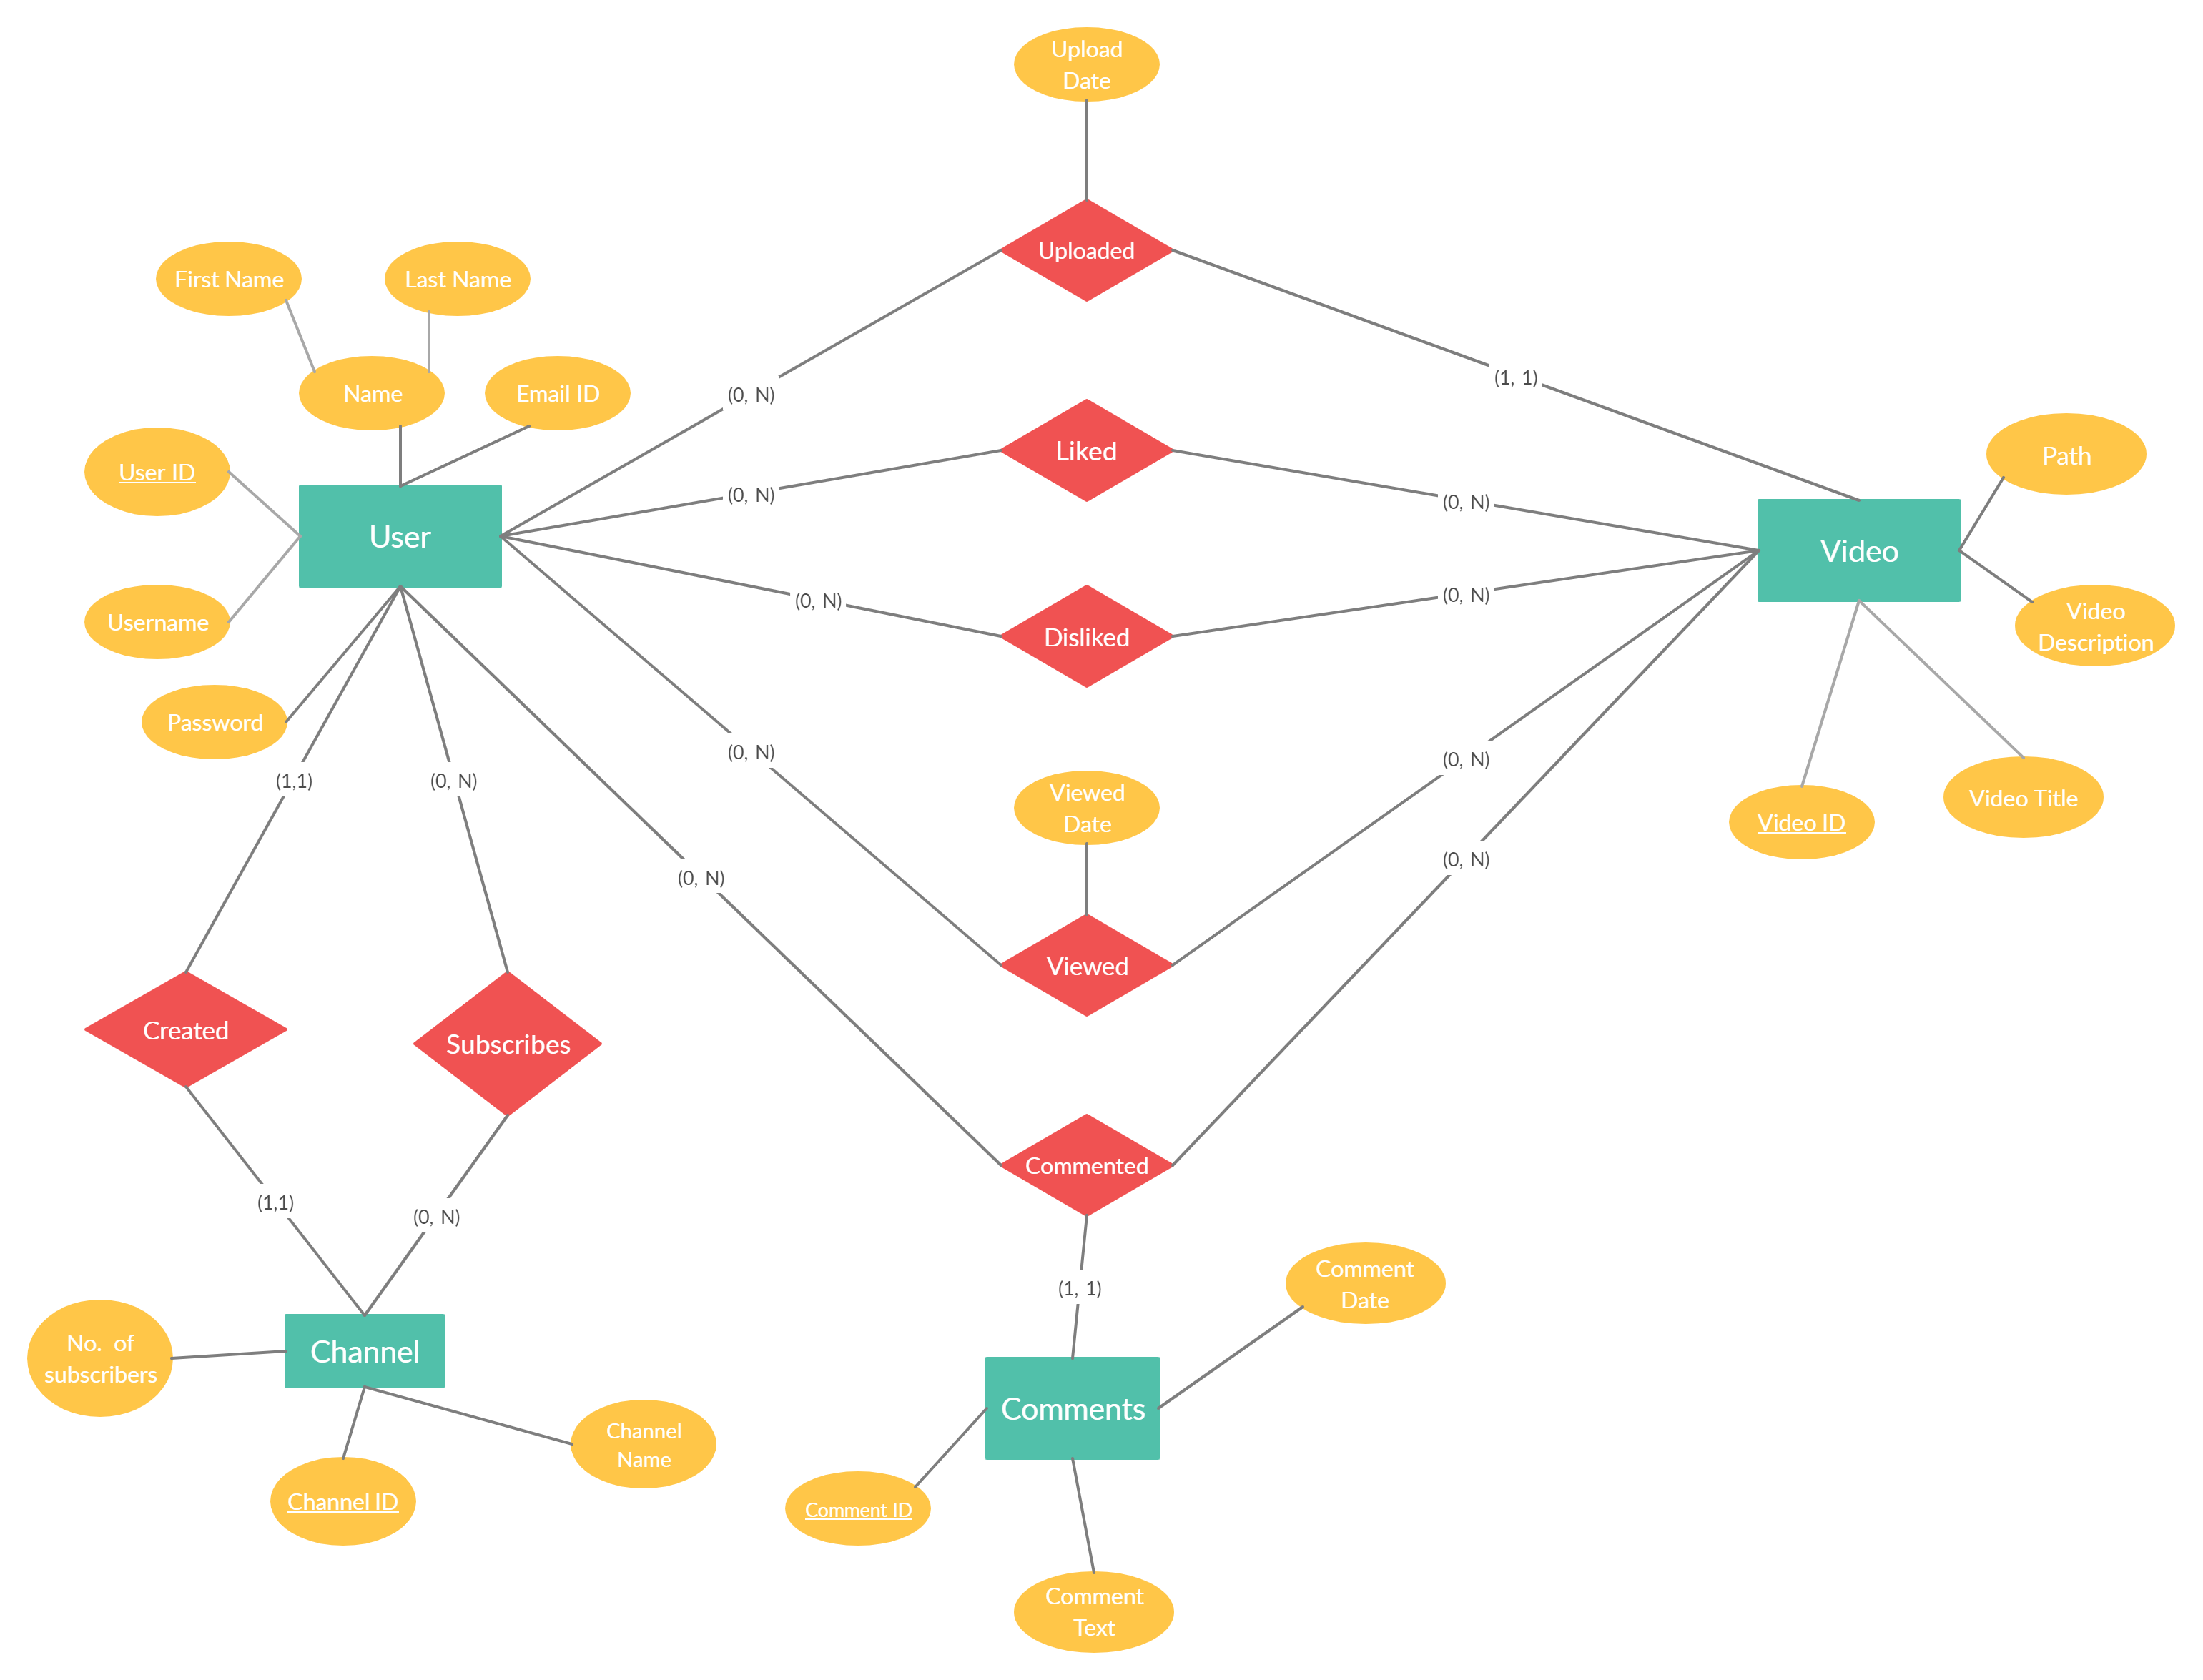 Upload
Date
Uploaded
First Name
Last Name
Name
Email ID
(0, N)
(1, 1)
Liked
Path
User ID
(0, N)
(0, N)
User
Video
(0, N)
(0, N)
Username
Disliked
Video
Description
Password
(0, N)
(0, N)
(1,1)
(0, N)
Viewed
Date
Video Title
Video ID
(0, N)
(0, N)
Viewed
Created
Subscribes
Commented
(1,1)
(0, N)
(1, 1)
Comment
Date
No. of
subscribers
Channel
Comments
Channel
Name
Channel ID
Comment ID
Comment
Text